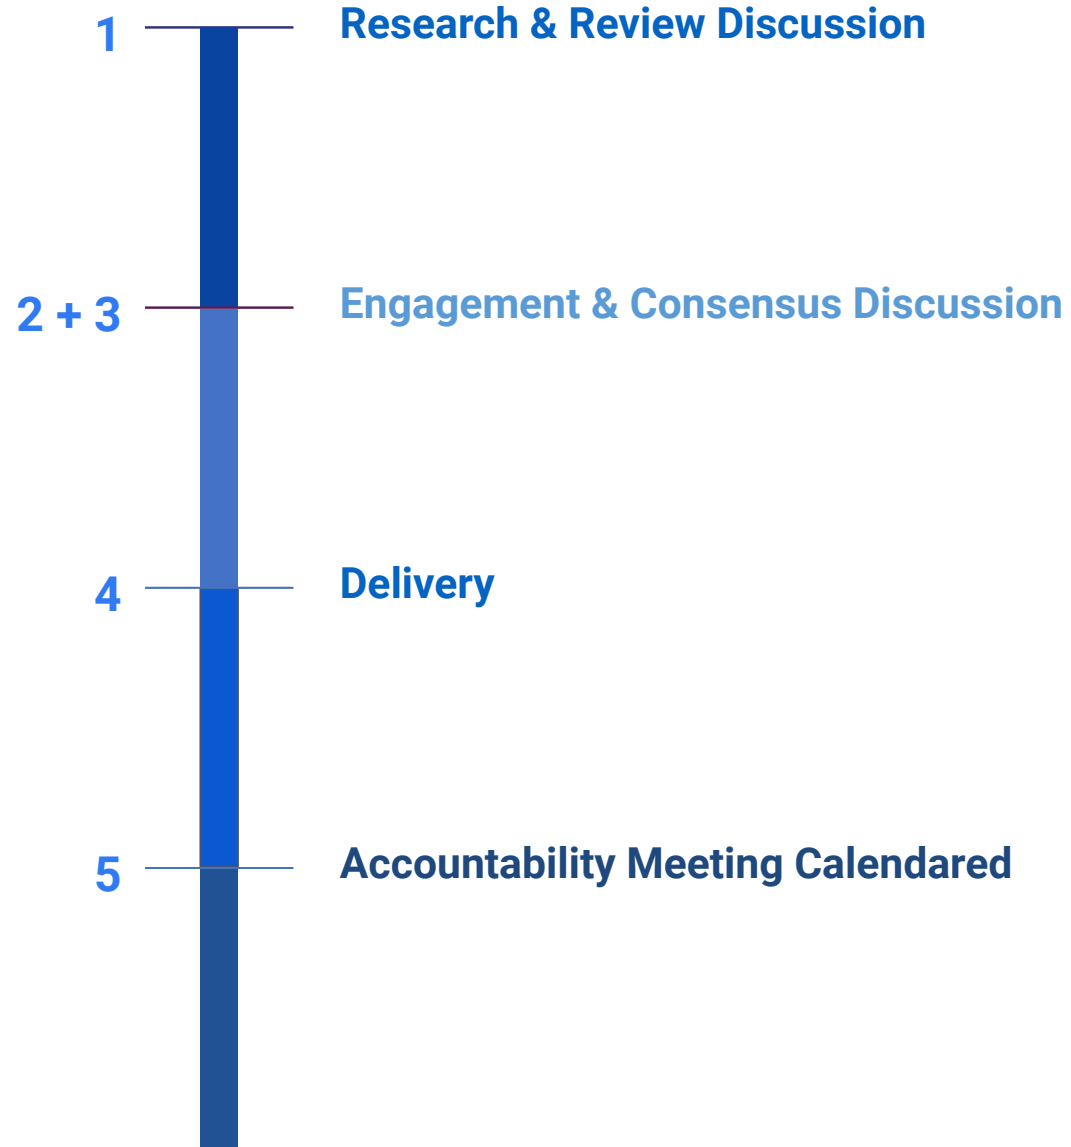 1 Research & Review Discussion
2 + 3 Engagement & Consensus Discussion
4 Delivery
5 Accountability Meeting Calendared